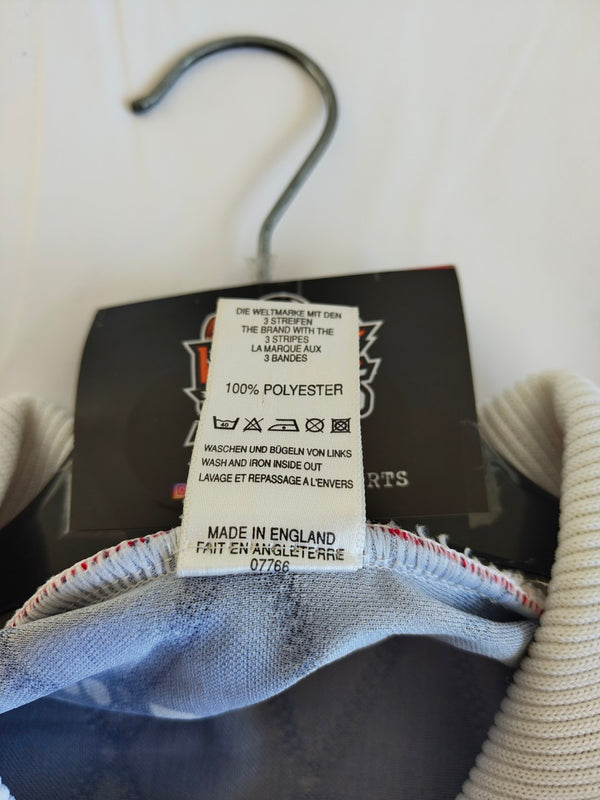 DIE WELTMARKE MIT DEN
3 STREIFEN
THE BRAND WITH THE
3 STRIPES
LA MARQUE AUX
3 BANDES
100% POLYESTER
40
WASCHEN UND BÜGELN VON LINKS
WASH AND IRON INSIDE OUT
LAVAGE ET REPASSAGE A L'ENVERS
RTS
MADE IN ENGLAND
FAIT EN ANGLETERRE
07766